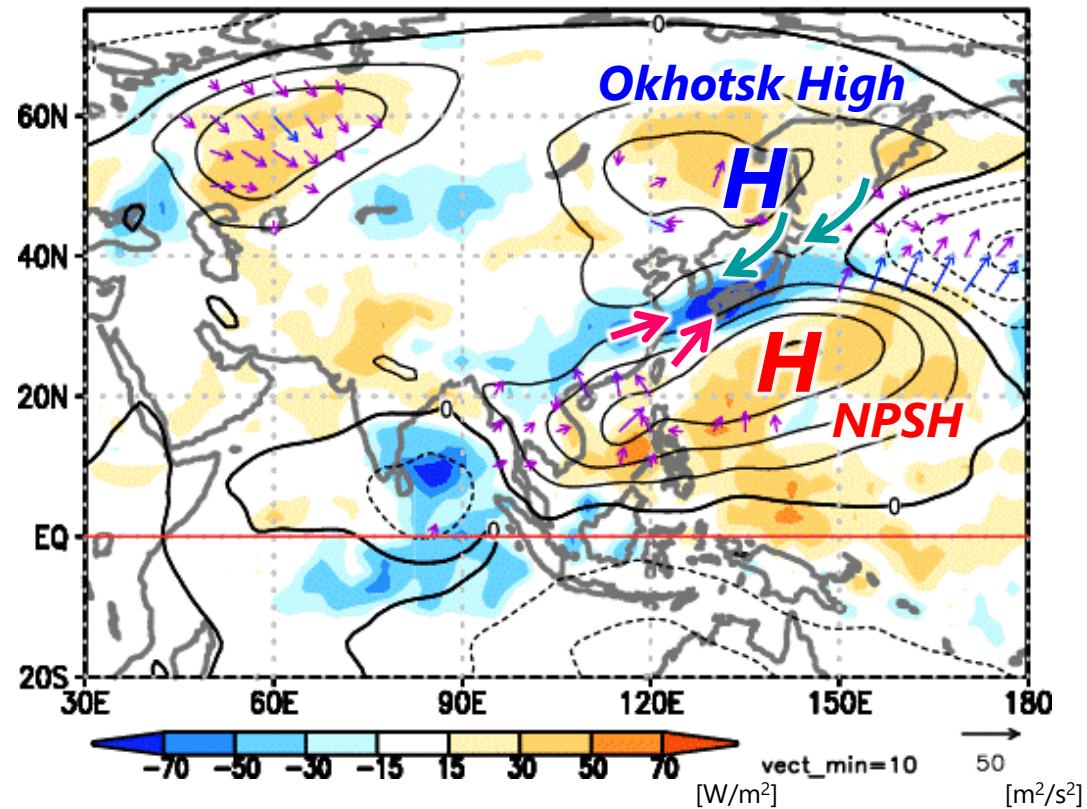 Okhotsk High
0
60N
H
40N
H
20N
NPSH
0
0
EQ
0
20S
30E 60E 90E 120E 150E 180
-70 -50 -30 -15 15 30 50 70
vect_min=10 50
[W/m²] [m²/s²]